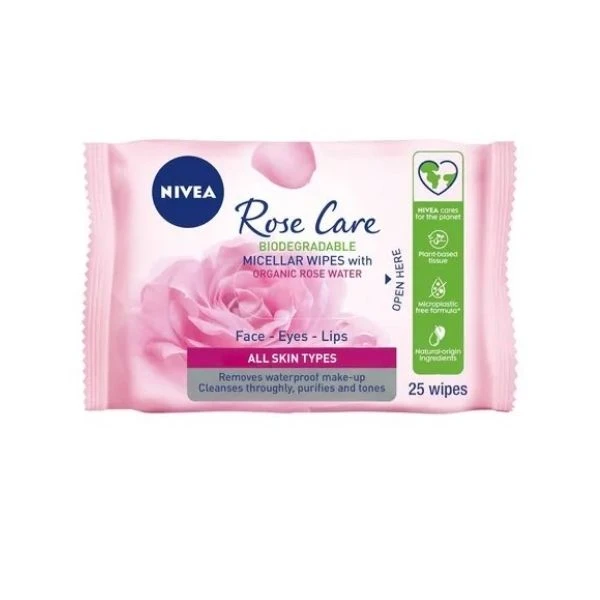 NIVEA
Rose Care
BIODEGRADABLE
MICELLAR WIPES with
ORGANIC ROSE WATER
OPEN HERE
Face - Eyes - Lips
ALL SKIN TYPES
Removes waterproof make-up
Cleanses throughly, purifies and tones
NIVEA cares
for the planet
Plant-based
tissue
Microplastic
free formula*
Natural-origin
ingredients
25 wipes